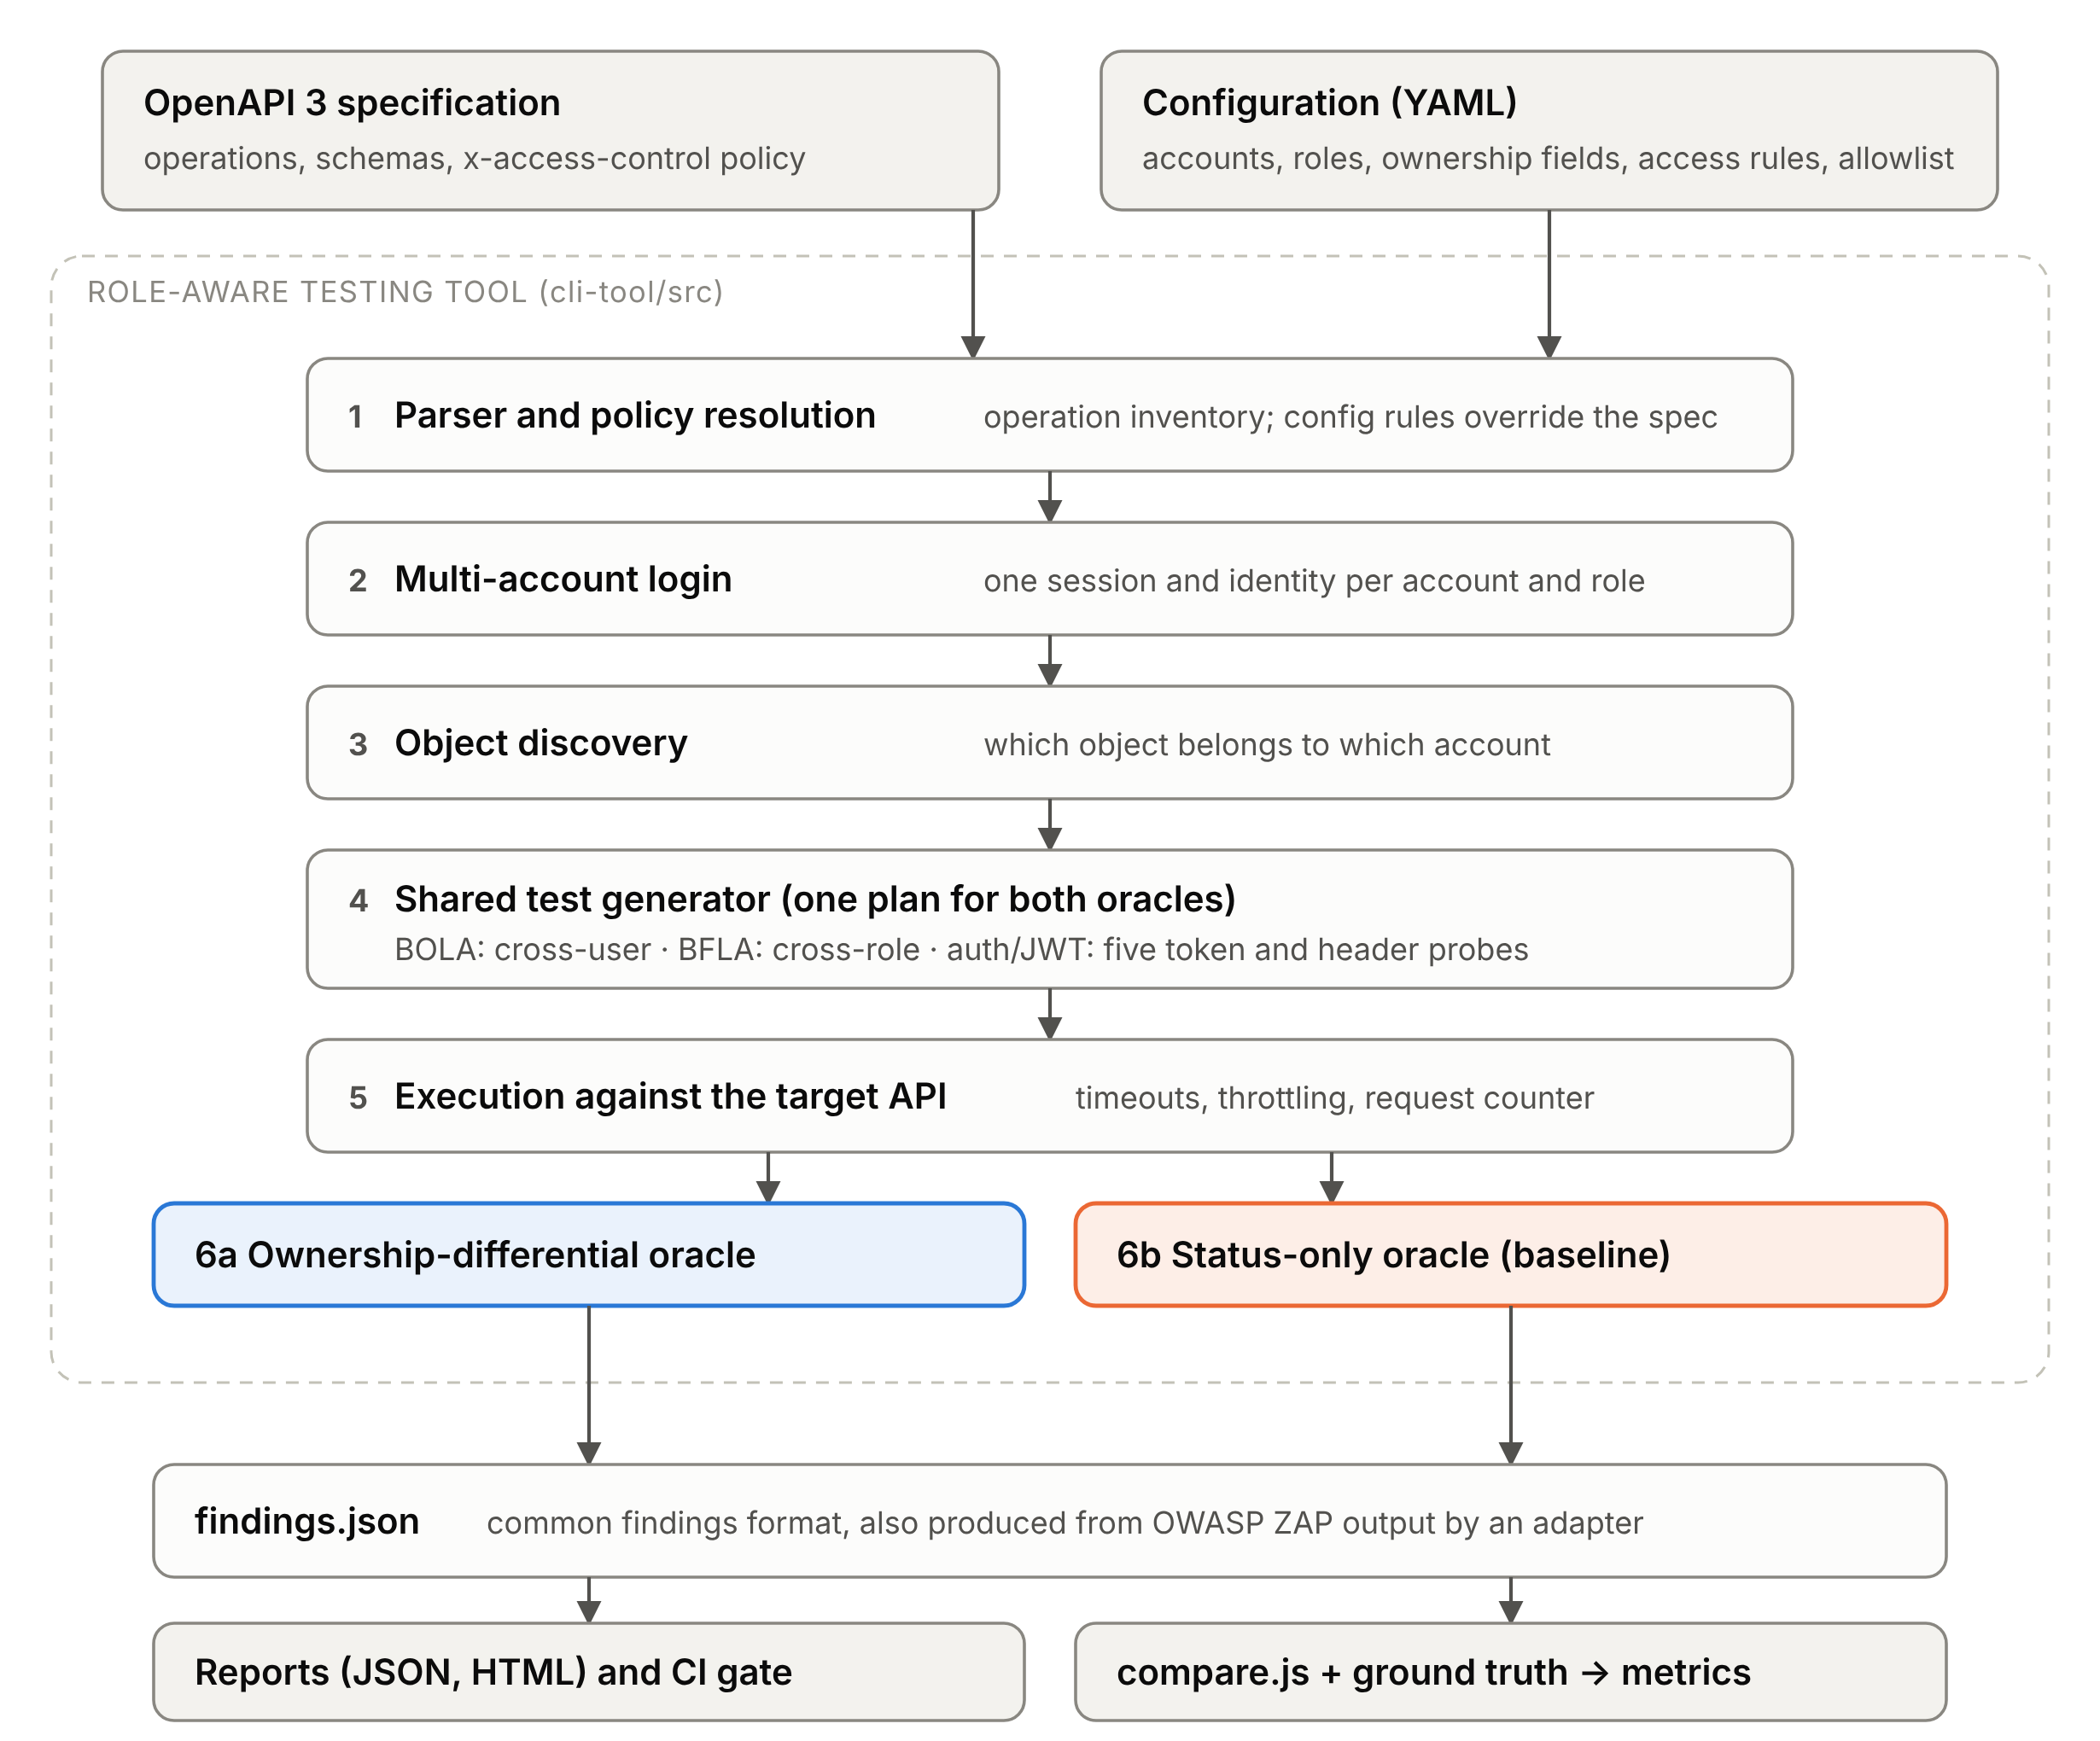 OpenAPI 3 specification
operations, schemas, x-access-control policy
Configuration (YAML)
accounts, roles, ownership fields, access rules, allowlist
ROLE-AWARE TESTING TOOL (cli-tool/src)
1 Parser and policy resolution operation inventory; config rules override the spec
2 Multi-account login one session and identity per account and role
3 Object discovery which object belongs to which account
4 Shared test generator (one plan for both oracles)
BOLA: cross-user · BFLA: cross-role · auth/JWT: five token and header probes
5 Execution against the target API timeouts, throttling, request counter
6a Ownership-differential oracle
6b Status-only oracle (baseline)
findings.json common findings format, also produced from OWASP ZAP output by an adapter
Reports (JSON, HTML) and CI gate
compare.js + ground truth → metrics